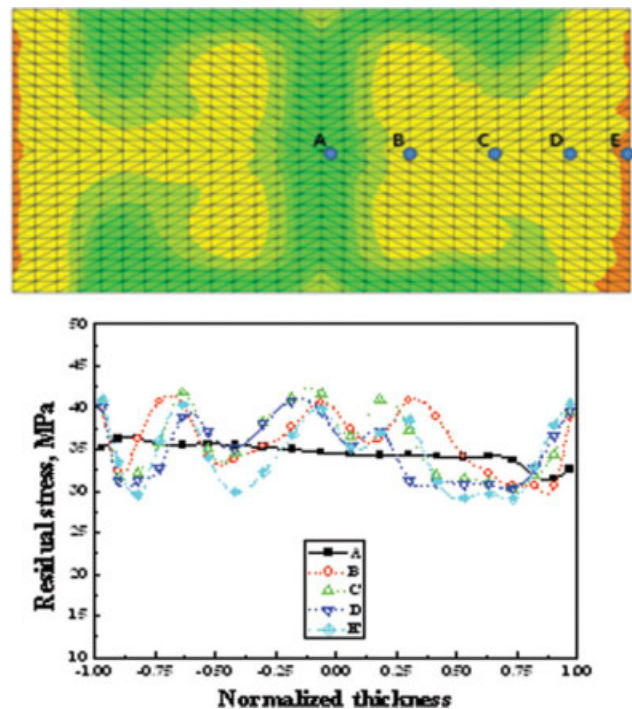 A B C D E
50
45
40
35
30
25
20
15
10
Residual stress, MPa
A
B
C
D
E
-1.00 -0.75 -0.50 -0.25 0.00 0.25 0.50 0.75 1.00
Normalized thickness